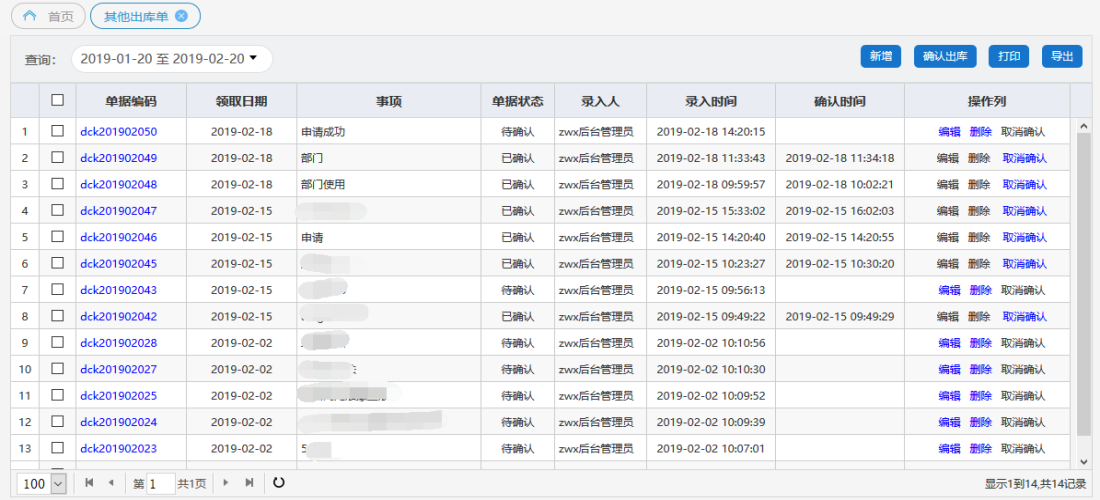 首页 其他出库单
查询: 2019-01-20 至 2019-02-20 新增 确认出库 打印 导出
单据编码 领取日期 事项 单据状态 录入人 录入时间 确认时间 操作列
1 dck201902050 2019-02-18 申请成功 待确认 zwx后台管理员 2019-02-18 14:20:15 编辑 删除 取消确认
2 dck201902049 2019-02-18 部门 已确认 zwx后台管理员 2019-02-18 11:33:43 2019-02-18 11:34:18 编辑 删除 取消确认
3 dck201902048 2019-02-18 部门使用 已确认 zwx后台管理员 2019-02-18 09:59:57 2019-02-18 10:02:21 编辑 删除 取消确认
4 dck201902047 2019-02-15 已确认 zwx后台管理员 2019-02-15 15:33:02 2019-02-15 16:02:03 编辑 删除 取消确认
5 dck201902046 2019-02-15 申请 已确认 zwx后台管理员 2019-02-15 14:20:40 2019-02-15 14:20:55 编辑 删除 取消确认
6 dck201902045 2019-02-15 已确认 zwx后台管理员 2019-02-15 10:23:27 2019-02-15 10:30:20 编辑 删除 取消确认
7 dck201902043 2019-02-15 待确认 zwx后台管理员 2019-02-15 09:56:13 编辑 删除 取消确认
8 dck201902042 2019-02-15 已确认 zwx后台管理员 2019-02-15 09:49:22 2019-02-15 09:49:29 编辑 删除 取消确认
9 dck201902028 2019-02-02 待确认 zwx后台管理员 2019-02-02 10:10:56 编辑 删除 取消确认
10 dck201902027 2019-02-02 待确认 zwx后台管理员 2019-02-02 10:10:30 编辑 删除 取消确认
11 dck201902025 2019-02-02 待确认 zwx后台管理员 2019-02-02 10:09:52 编辑 删除 取消确认
12 dck201902024 2019-02-02 待确认 zwx后台管理员 2019-02-02 10:09:39 编辑 删除 取消确认
13 dck201902023 2019-02-02 5 待确认 zwx后台管理员 2019-02-02 10:07:01 编辑 删除 取消确认
100 第 1 共1页 显示1到14,共14记录